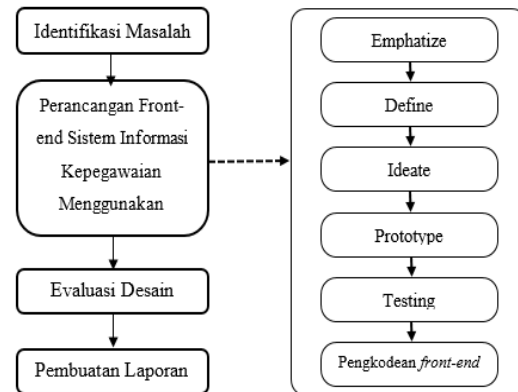 Identifikasi Masalah
Perancangan Front-
end Sistem Informasi
Kepegawaian
Menggunakan
Evaluasi Desain
Pembuatan Laporan
Emphatize
Define
Ideate
Prototype
Testing
Pengkodean front-end